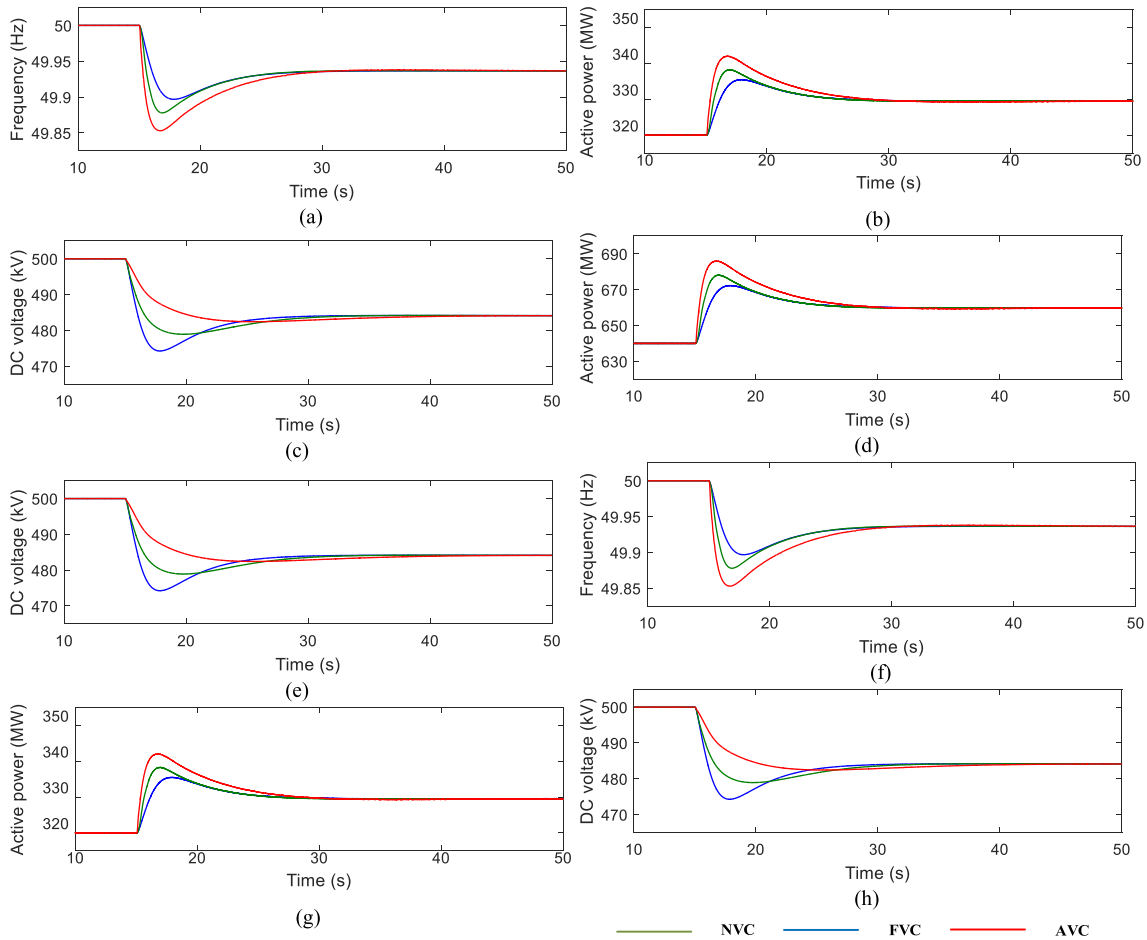 Frequency (Hz)
50
49.95
49.9
49.85
10 20 30 40 50
Time (s)
(a)
Active power (MW)
350
340
330
320
10 20 30 40 50
Time (s)
(b)
DC voltage (kV)
500
490
480
470
10 20 30 40 50
Time (s)
(c)
Active power (MW)
690
670
650
630
10 20 30 40 50
Time (s)
(d)
DC voltage (kV)
500
490
480
470
10 20 30 40 50
Time (s)
(e)
Frequency (Hz)
50
49.95
49.9
49.85
10 20 30 40 50
Time (s)
(f)
Active power (MW)
350
340
330
320
10 20 30 40 50
Time (s)
(g)
DC voltage (kV)
500
490
480
470
10 20 30 40 50
Time (s)
(h)
NVC FVC AVC